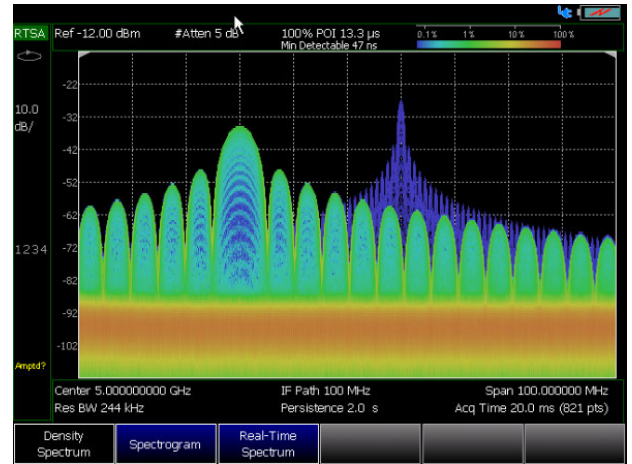 RTSA Ref -12.00 dBm #Atten 5 dB 100% POI 13.3 µs 0.1% 1% 10% 100%
Min Detectable 47 ns
10.0
dB/
-22
-32
-42
-52
-62
-72
-82
-92
-102
1234
Amptd?
Center 5.000000000 GHz IF Path 100 MHz Span 100.000000 MHz
Res BW 244 kHz Persistence 2.0 s Acq Time 20.0 ms (821 pts)
Density
Spectrum
Spectrogram
Real-Time
Spectrum